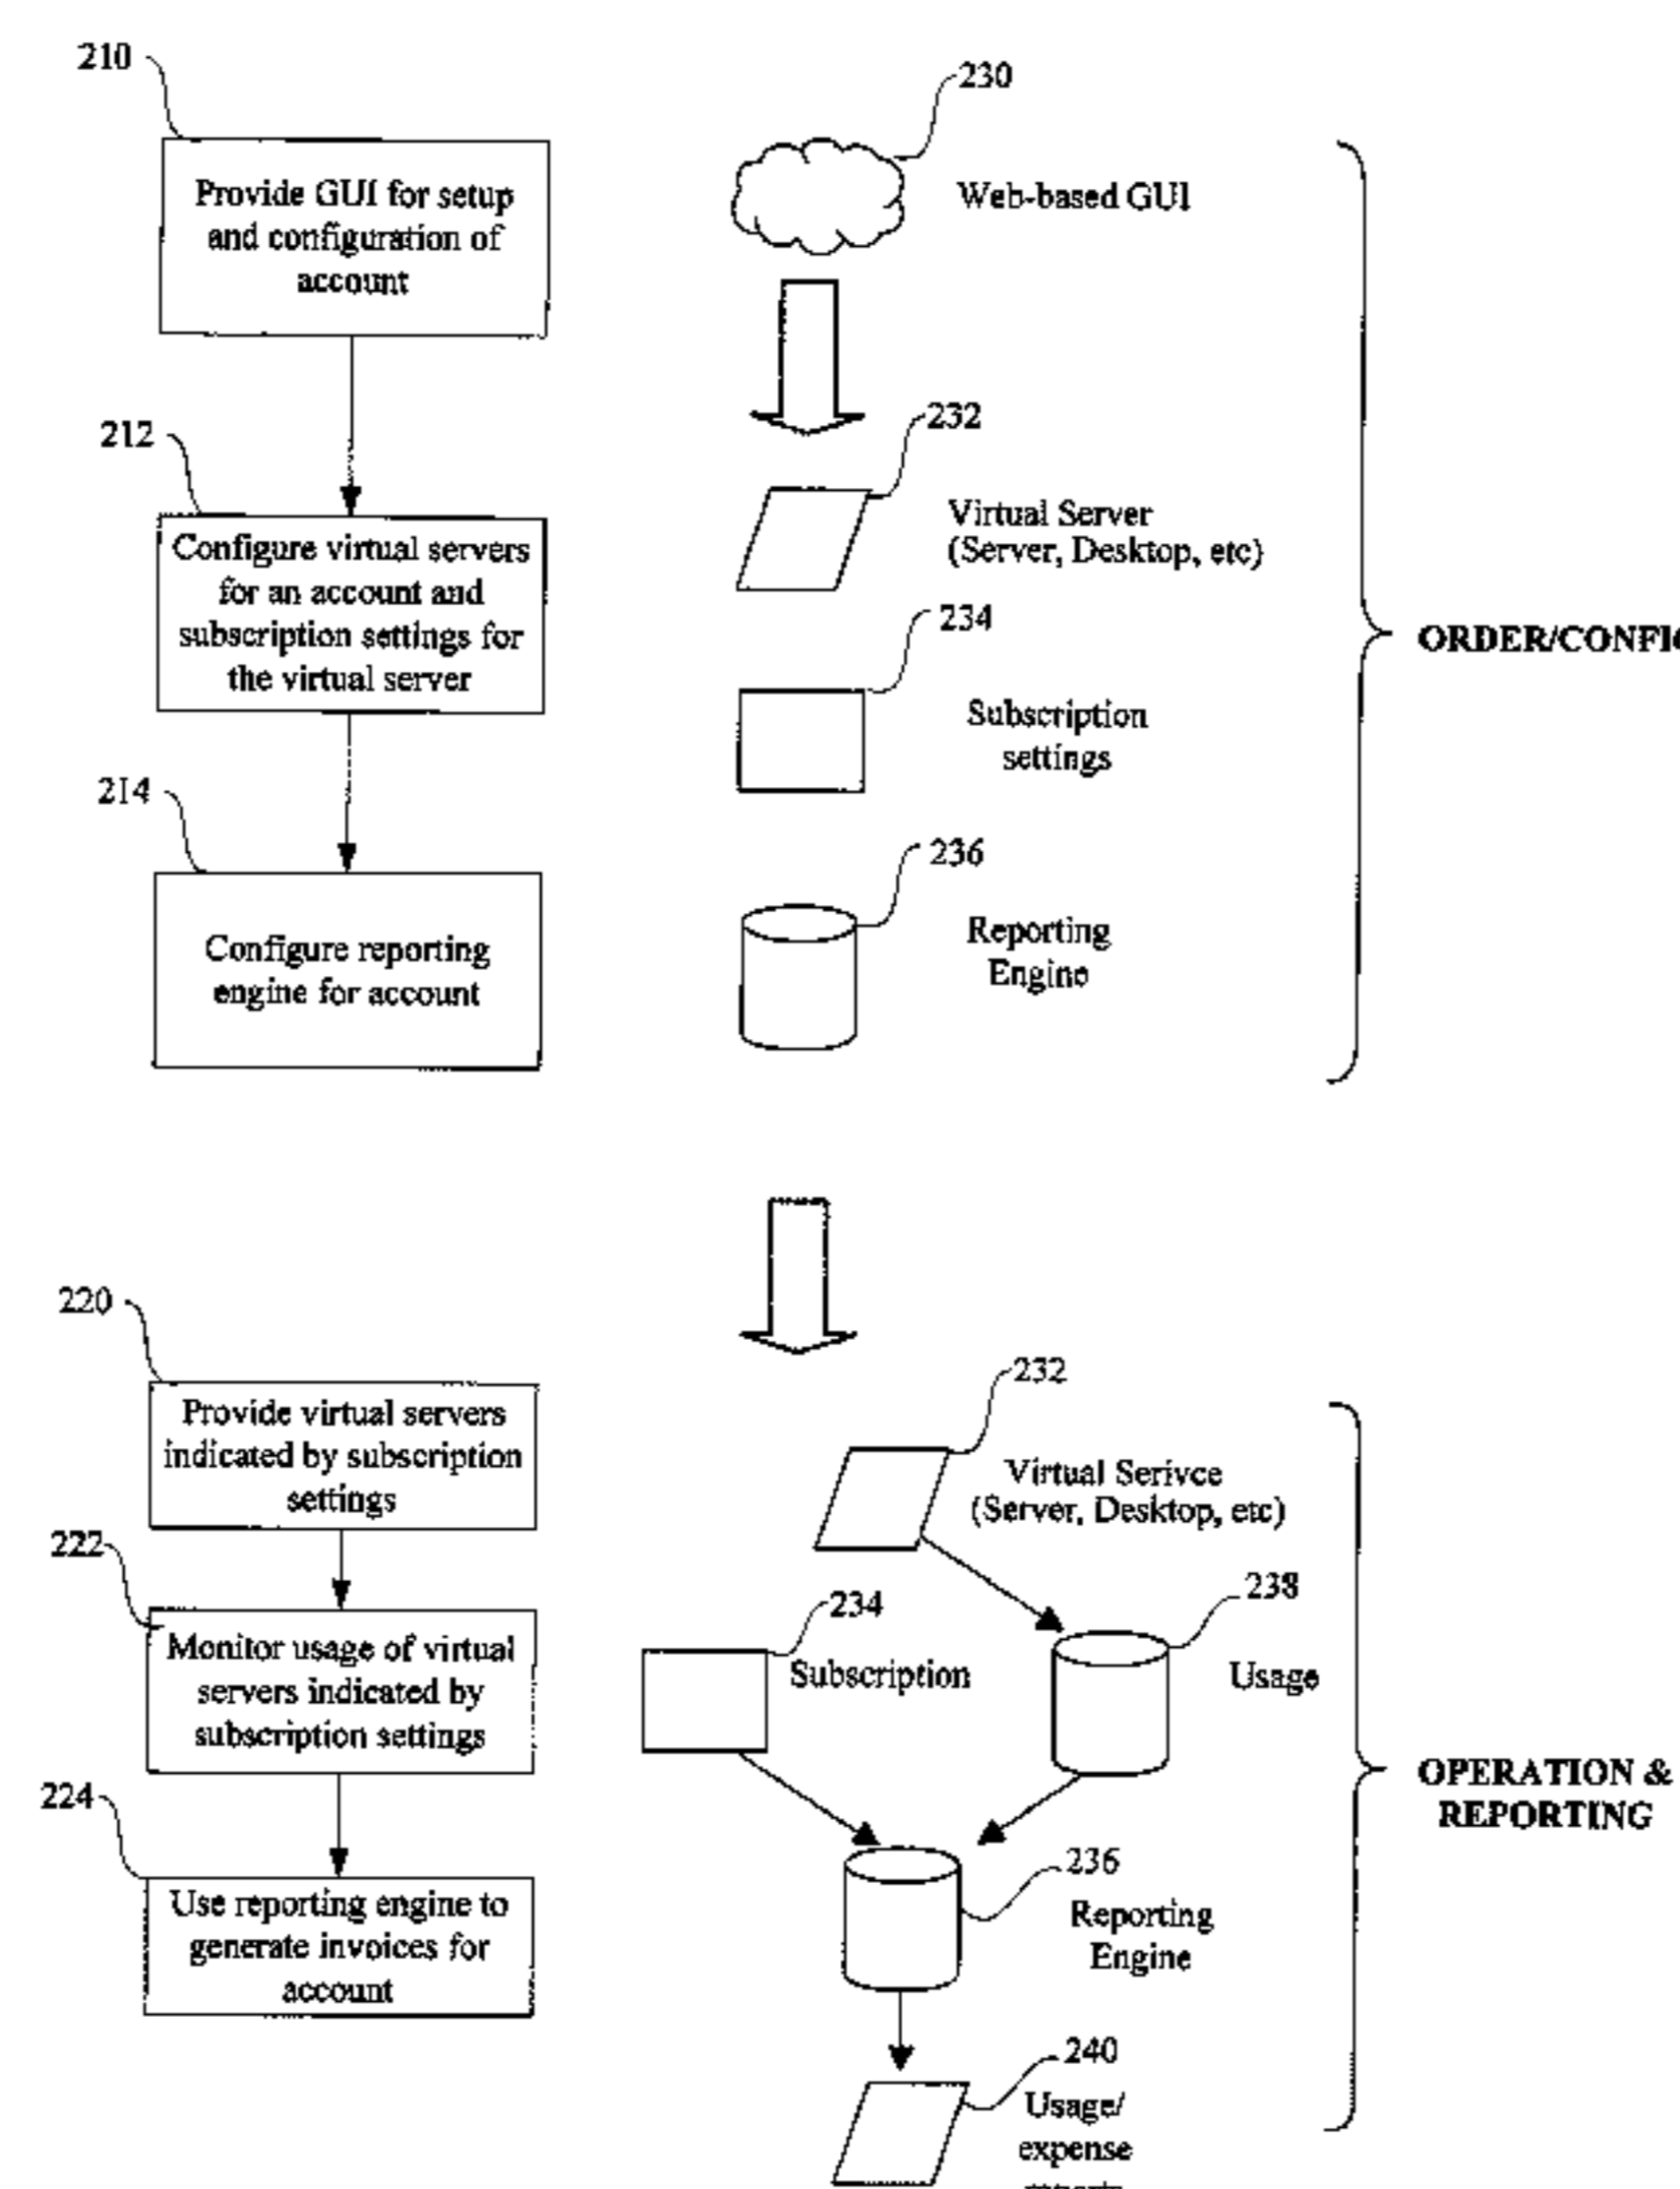 210
230
Provide GUI for setup
and configuration of
account
Web-based GUI
212
232
Configure virtual servers
for an account and
subscription settings for
the virtual server
Virtual Server
(Server, Desktop, etc)
234
Subscription
settings
ORDER/CONFIG
214
236
Configure reporting
engine for account
Reporting
Engine
220
232
Provide virtual servers
indicated by subscription
settings
Virtual Serivce
(Server, Desktop, etc)
222
234
238
Monitor usage of virtual
servers indicated by
subscription settings
Subscription
Usage
OPERATION &
REPORTING
224
236
Use reporting engine to
generate invoices for
account
Reporting
Engine
240
Usage/
expense